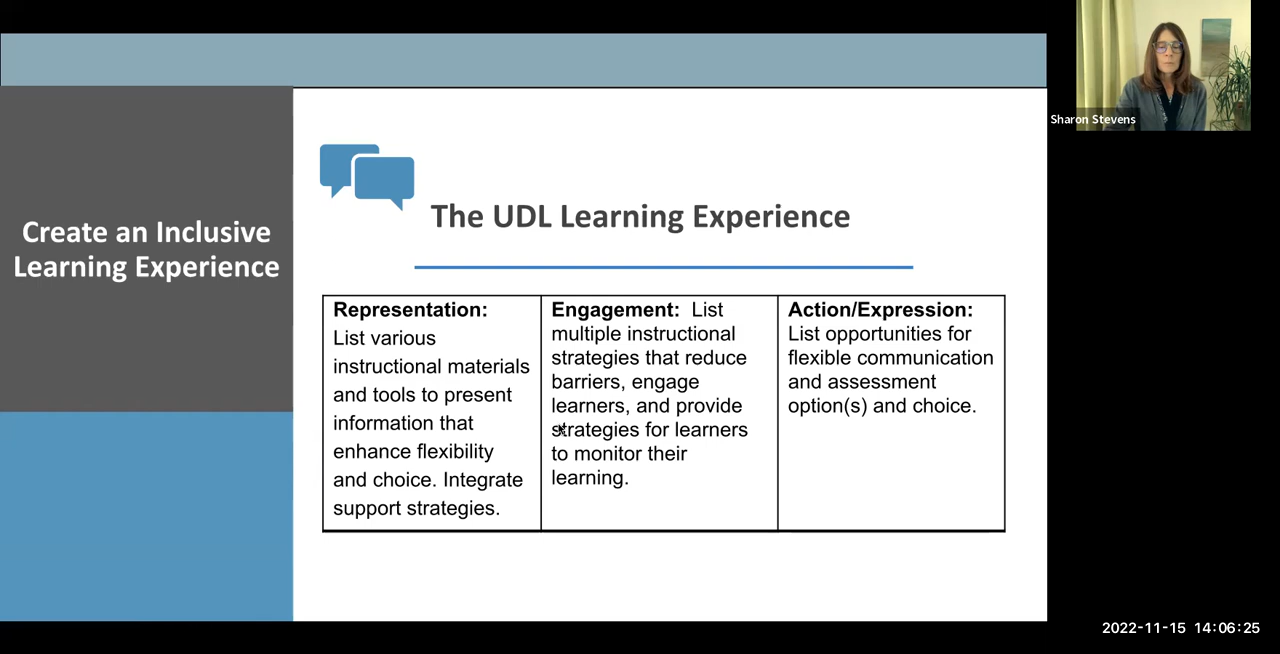 Create an Inclusive
Learning Experience
The UDL Learning Experience
Representation:
List various
instructional materials
and tools to present
information that
enhance flexibility
and choice. Integrate
support strategies.
Engagement: List
multiple instructional
strategies that reduce
barriers, engage
learners, and provide
strategies for learners
to monitor their
learning.
Action/Expression:
List opportunities for
flexible communication
and assessment
option(s) and choice.
Sharon Stevens
2022-11-15 14:06:25